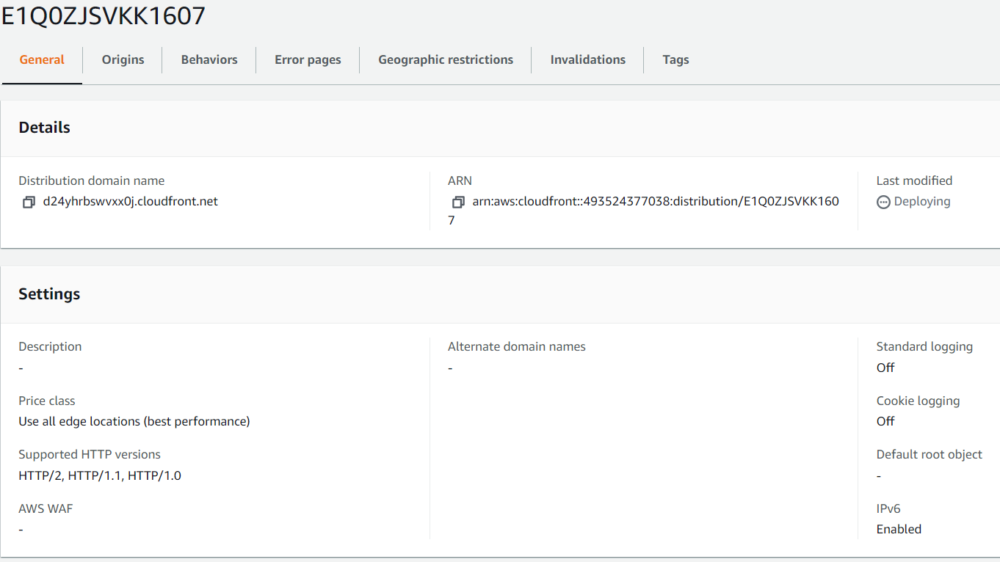 E1Q0ZJSVKK1607
General Origins Behaviors Error pages Geographic restrictions Invalidations Tags
Details
Distribution domain name
d24yhrbswvxx0j.cloudfront.net
ARN
arn:aws:cloudfront::493524377038:distribution/E1Q0ZJSVKK160
7
Last modified
Deploying
Settings
Description
-
Price class
Use all edge locations (best performance)
Supported HTTP versions
HTTP/2, HTTP/1.1, HTTP/1.0
AWS WAF
-
Alternate domain names
-
Standard logging
Off
Cookie logging
Off
Default root object
-
IPv6
Enabled